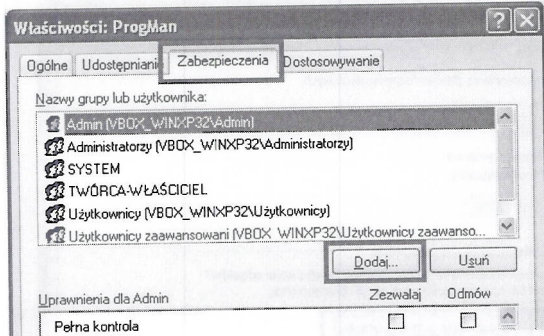 Właściwości: ProgMan
Ogólne Udostępniani Zabezpieczenia Dostosowywanie
Nazwy grupy lub użytkownika:
Admin (VBOX_WINXP32\Admin)
Administratorzy (VBOX_WINXP32\Administratorzy)
SYSTEM
TWÓRCA-WŁAŚCICIEL
Użytkownicy (VBOX_WINXP32\Użytkownicy)
Użytkownicy zaawansowani (VBOX_WINXP32\Użytkownicy zaawanso...
Dodaj... Usuń
Uprawnienia dla Admin Zezwalaj Odmów
Pełna kontrola